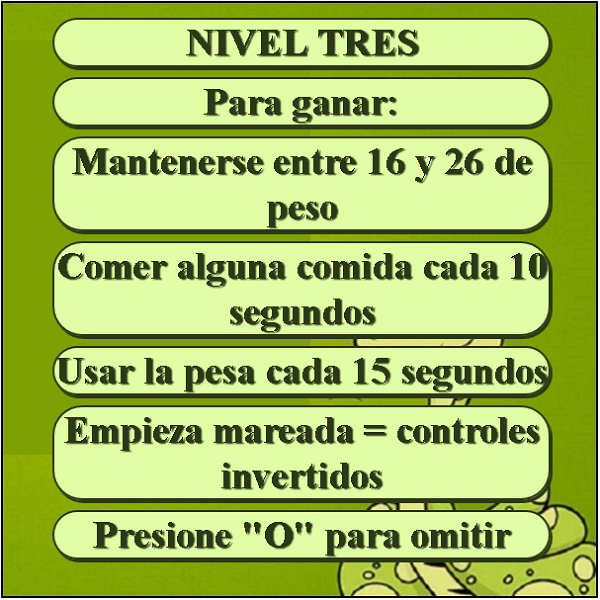 NIVEL TRES
Para ganar:
Mantenerse entre 16 y 26 de
peso
Comer alguna comida cada 10
segundos
Usar la pesa cada 15 segundos
Empieza mareada = controles
invertidos
Presione "O" para omitir